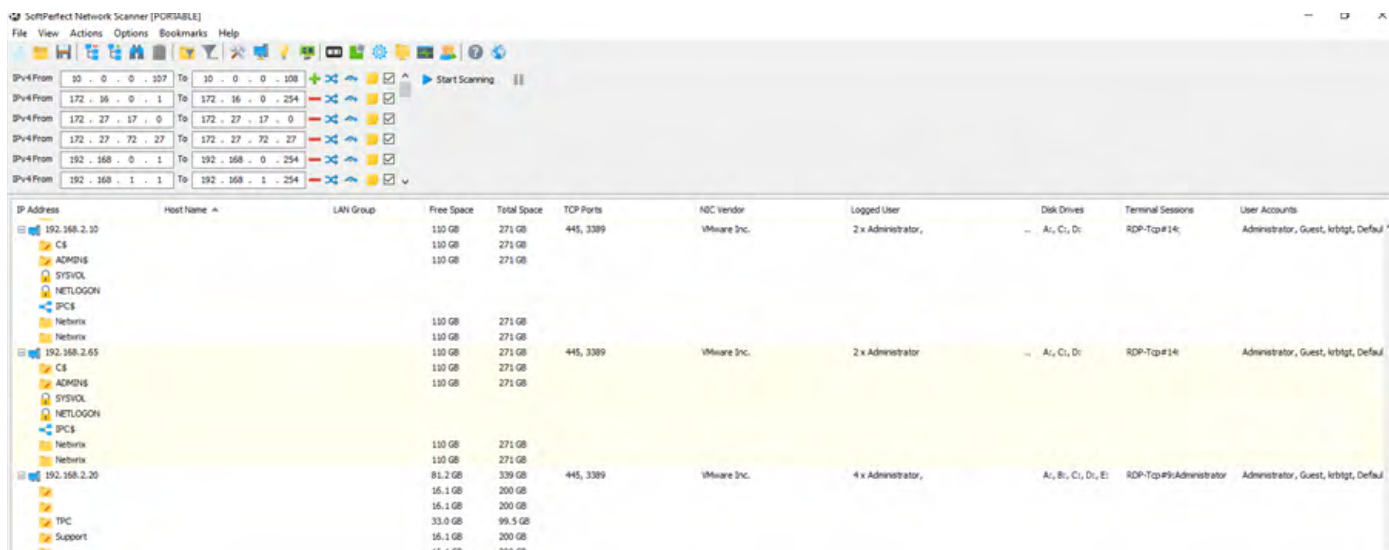 SoftPerfect Network Scanner [PORTABLE]
File View Actions Options Bookmarks Help
IPv4 From 10 . 0 . 0 . 107 To 10 . 0 . 0 . 108 Start Scanning
IPv4 From 172 . 16 . 0 . 1 To 172 . 16 . 0 . 254
IPv4 From 172 . 27 . 17 . 0 To 172 . 27 . 17 . 0
IPv4 From 172 . 27 . 72 . 27 To 172 . 27 . 72 . 27
IPv4 From 192 . 168 . 0 . 1 To 192 . 168 . 0 . 254
IPv4 From 192 . 168 . 1 . 1 To 192 . 168 . 1 . 254
IP Address Host Name LAN Group Free Space Total Space TCP Ports NIC Vendor Logged User Disk Drives Terminal Sessions User Accounts
192.168.2.10 110 GB 271 GB 445, 3389 VMware Inc. 2 x Administrator, ... A:, C:, D: RDP-Tcp#14: Administrator, Guest, krbtgt, Defaul
C$ 110 GB 271 GB
ADMIN$ 110 GB 271 GB
SYSVOL
NETLOGON
IPC$
Netwrix 110 GB 271 GB
Netwrix 110 GB 271 GB
192.168.2.65 110 GB 271 GB 445, 3389 VMware Inc. 2 x Administrator ... A:, C:, D: RDP-Tcp#14: Administrator, Guest, krbtgt, Defaul
C$ 110 GB 271 GB
ADMIN$ 110 GB 271 GB
SYSVOL
NETLOGON
IPC$
Netwrix 110 GB 271 GB
Netwrix 110 GB 271 GB
192.168.2.20 81.2 GB 339 GB 445, 3389 VMware Inc. 4 x Administrator, A:, B:, C:, D:, E: RDP-Tcp#9:Administrator Administrator, Guest, krbtgt, Defaul
16.1 GB 200 GB
16.1 GB 200 GB
TPC 33.0 GB 99.5 GB
Support 16.1 GB 200 GB